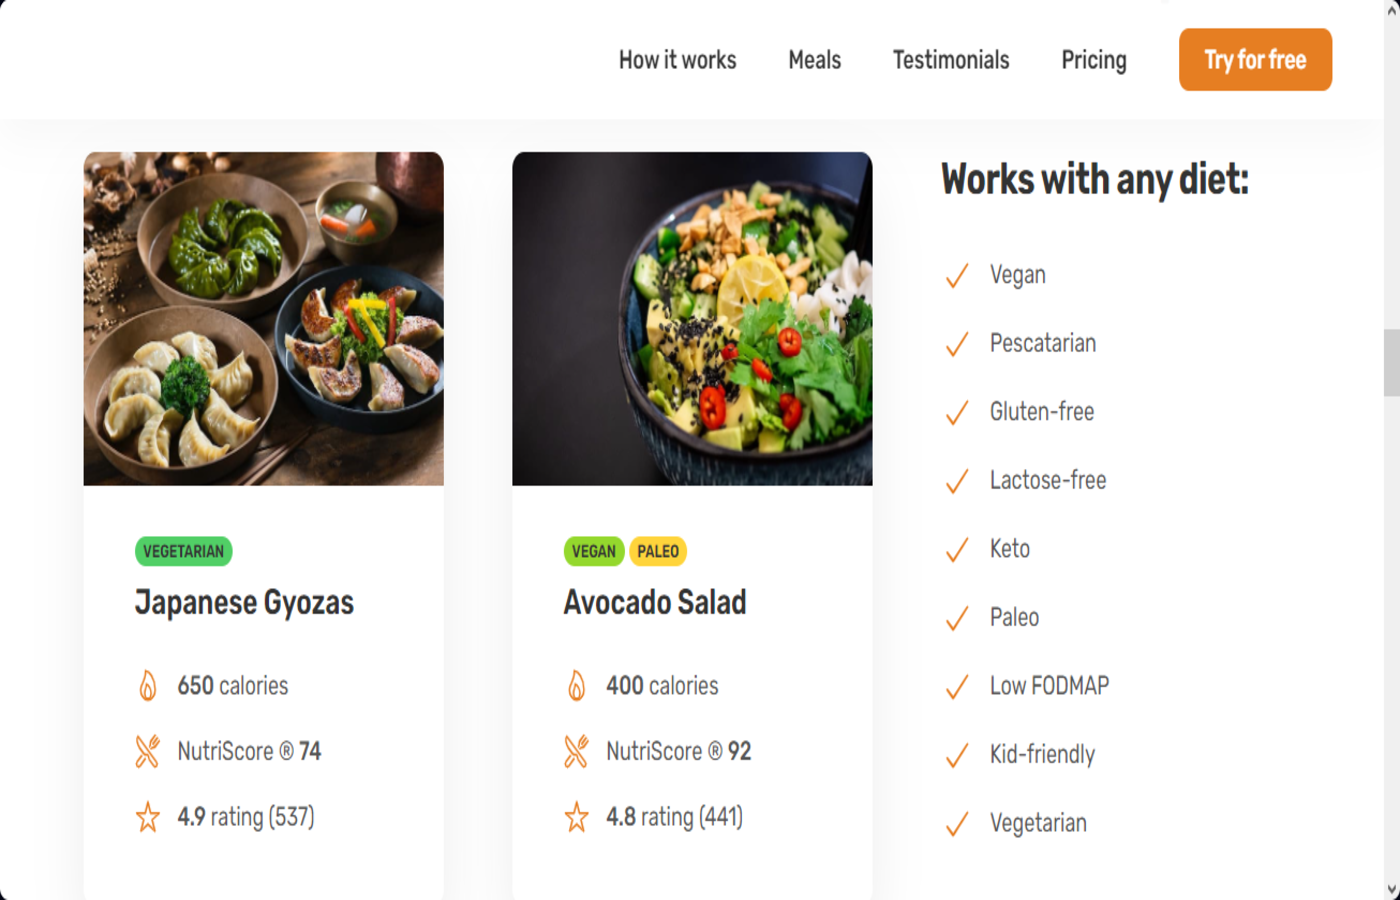 How it works
Meals
Testimonials
Pricing
Try for free
VEGETARIAN
Japanese Gyozas
650 calories
NutriScore ® 74
4.9 rating (537)
VEGAN
PALEO
Avocado Salad
400 calories
NutriScore ® 92
4.8 rating (441)
Works with any diet:
Vegan
Pescatarian
Gluten-free
Lactose-free
Keto
Paleo
Low FODMAP
Kid-friendly
Vegetarian